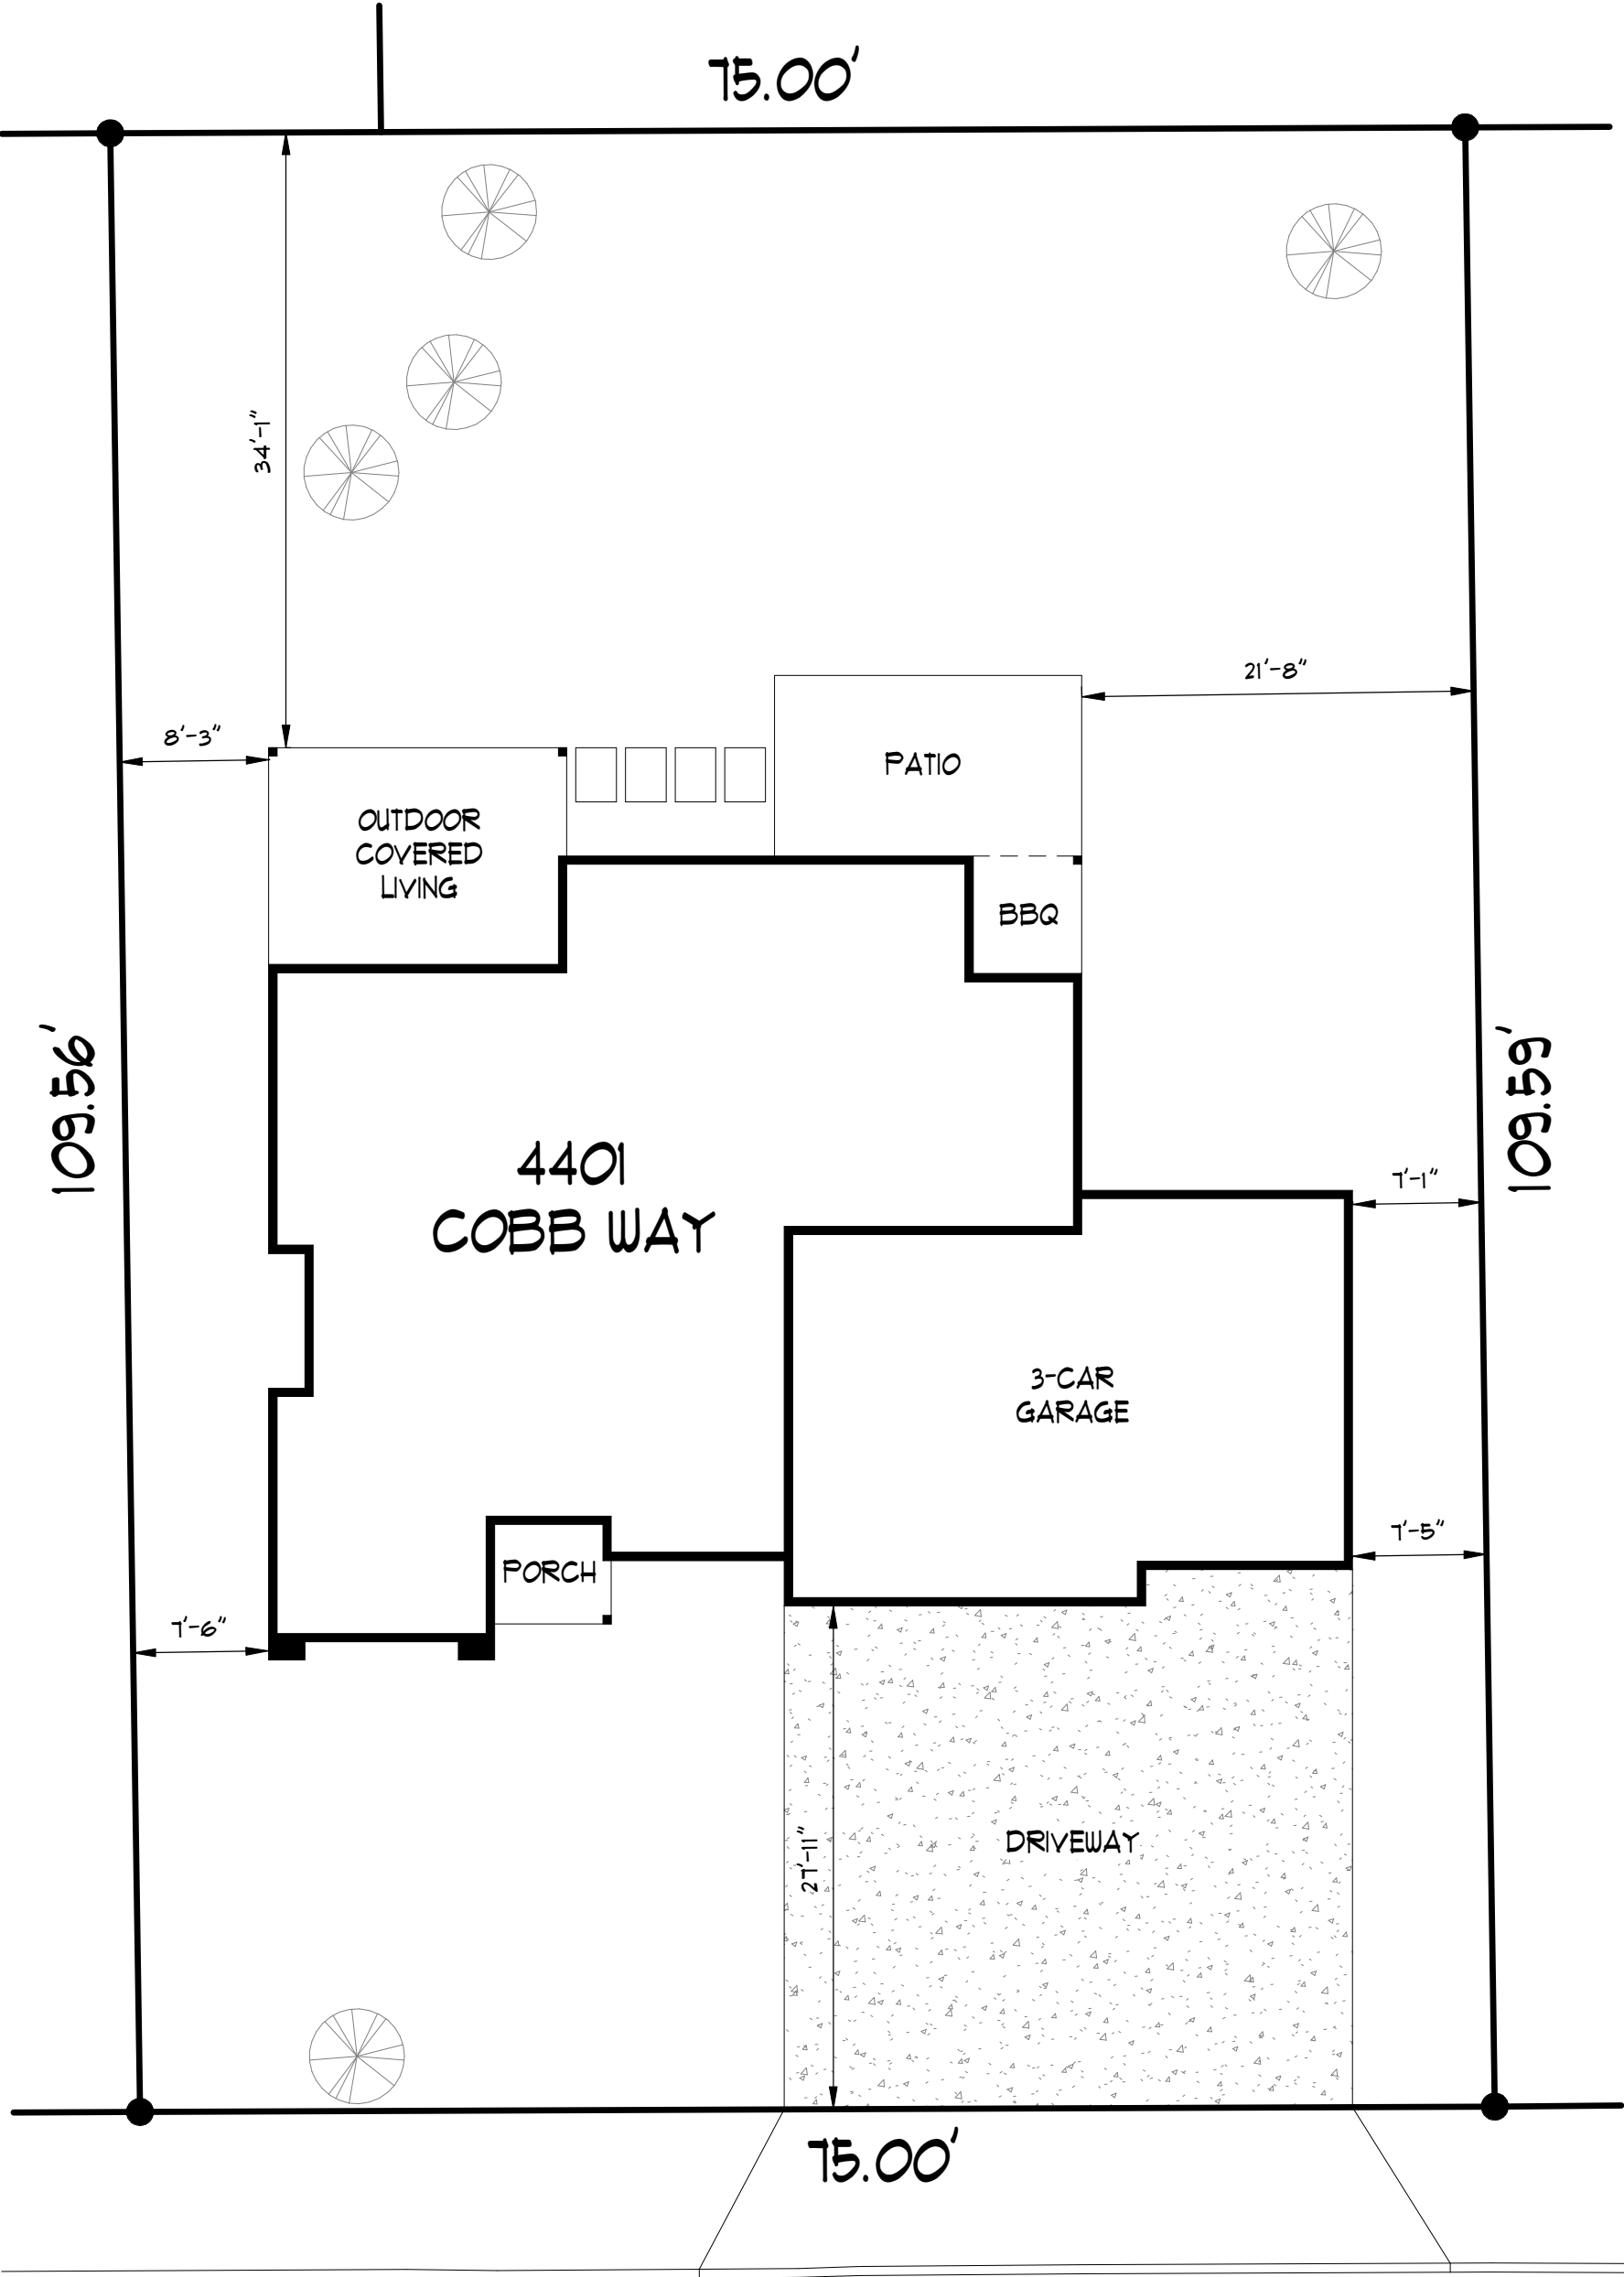 75.00'
34'-1"
21'-8"
8'-3"
PATIO
OUTDOOR
COVERED
LIVING
BBQ
109.56'
109.59'
4401
COBB WAY
7'-1"
3-CAR
GARAGE
7'-5"
PORCH
7'-6"
27'-11"
DRIVEWAY
75.00'